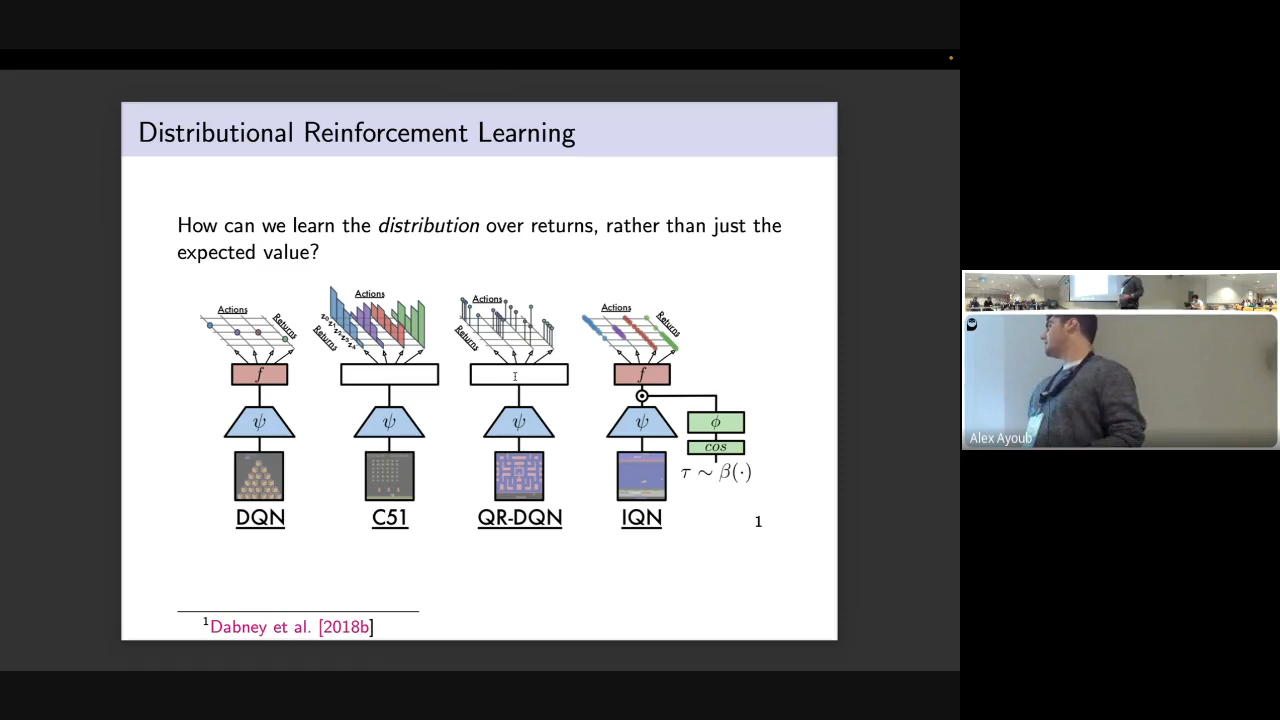 Distributional Reinforcement Learning
How can we learn the distribution over returns, rather than just the
expected value?
Actions
Returns
Actions
Returns
Actions
Returns
Actions
Returns
f
f
ψ
ψ
ψ
ψ
ϕ
cos
τ ∼ β(·)
DQN
C51
QR-DQN
IQN
1
1Dabney et al. [2018b]
Alex Ayoub